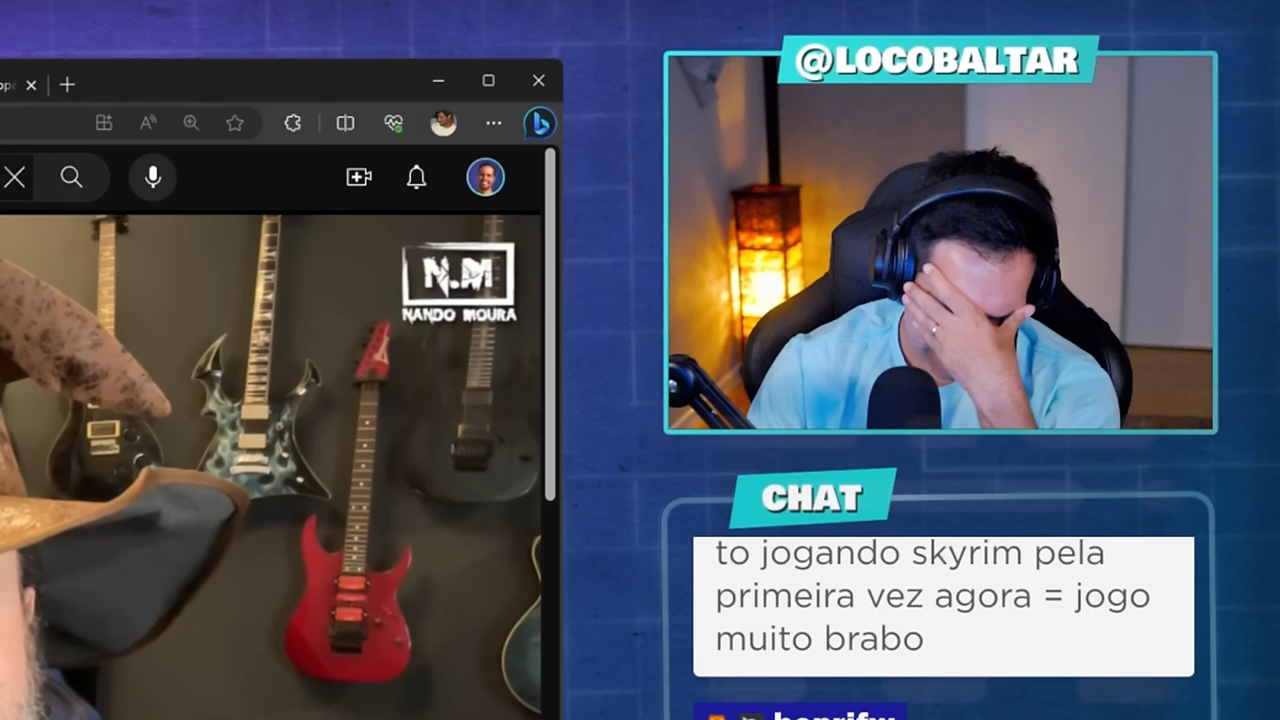 @LOCOBALTAR
N.M
NANDO MOURA
CHAT
to jogando skyrim pela
primeira vez agora = jogo
muito brabo